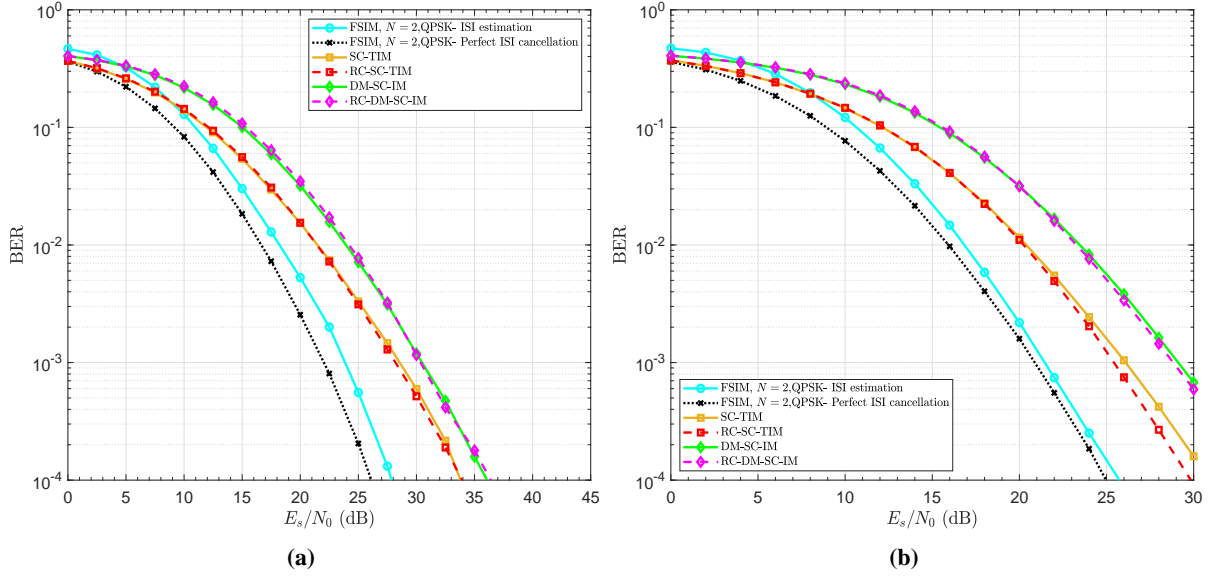 10^0
10^-1
10^-2
10^-3
10^-4
BER
0 5 10 15 20 25 30 35 40 45
E_s/N_0 (dB)
FSIM, N = 2,QPSK- ISI estimation
FSIM, N = 2,QPSK- Perfect ISI cancellation
SC-TIM
RC-SC-TIM
DM-SC-IM
RC-DM-SC-IM
(a)
10^0
10^-1
10^-2
10^-3
10^-4
BER
FSIM, N = 2,QPSK- ISI estimation
FSIM, N = 2,QPSK- Perfect ISI cancellation
SC-TIM
RC-SC-TIM
DM-SC-IM
RC-DM-SC-IM
0 5 10 15 20 25 30
E_s/N_0 (dB)
(b)